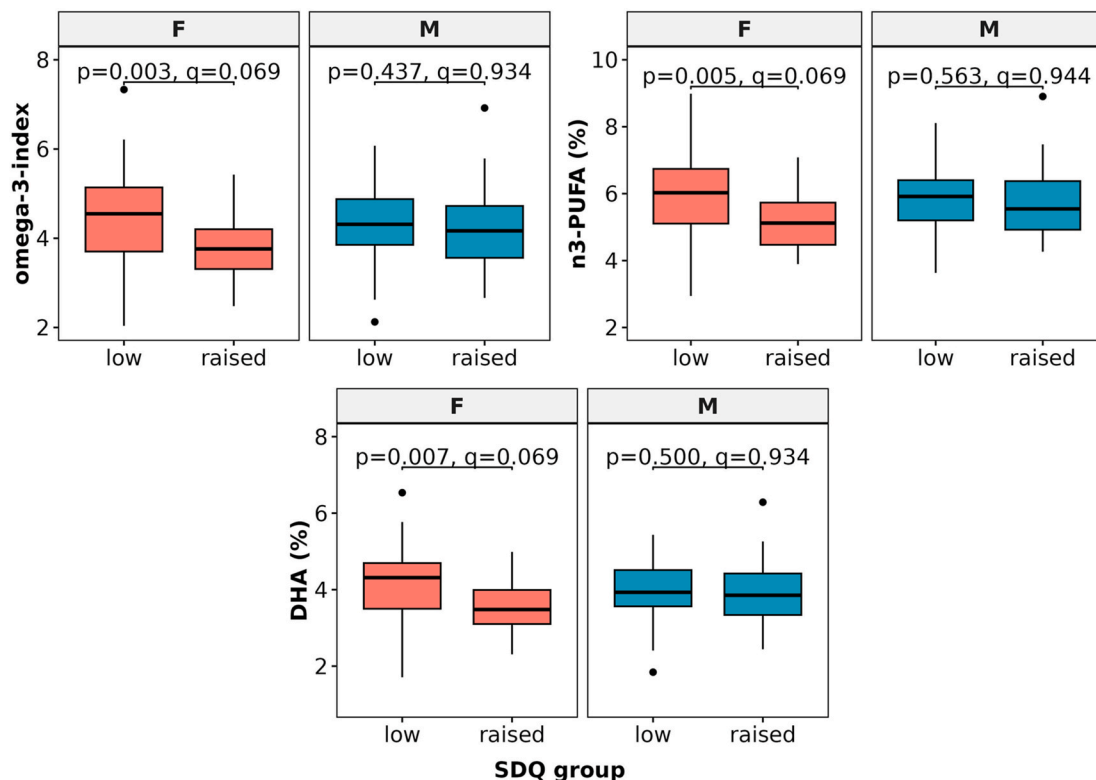 F
M
8
6
4
2
omega-3-index
p=0.003, q=0.069
p=0.437, q=0.934
low
raised
low
raised
F
M
10
8
6
4
2
n3-PUFA (%)
p=0.005, q=0.069
p=0.563, q=0.944
low
raised
low
raised
F
M
8
6
4
2
DHA (%)
p=0.007, q=0.069
p=0.500, q=0.934
low
raised
low
raised
SDQ group